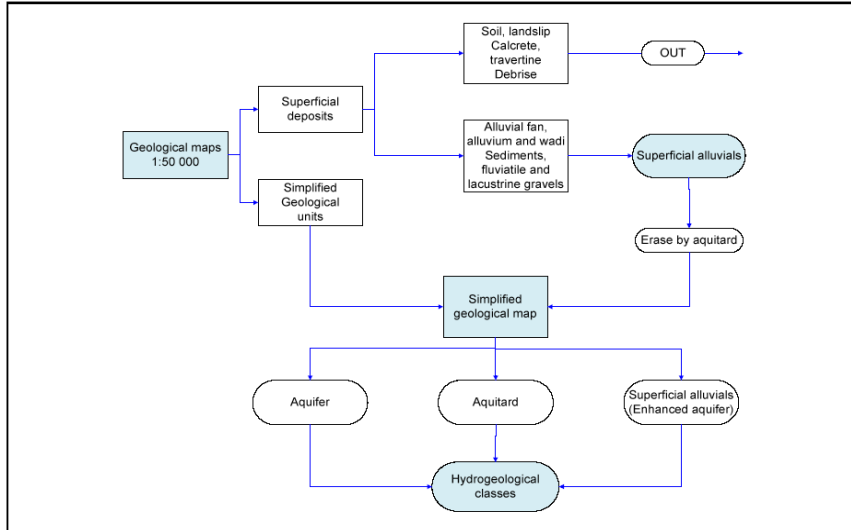 Soil, landslip
Calcrete,
travertine
Debrise
OUT
Superficial
deposits
Geological maps
1:50 000
Alluvial fan,
alluvium and wadi
Sediments,
fluviatile and
lacustrine gravels
Superficial alluvials
Simplified
Geological
units
Erase by aquitard
Simplified
geological map
Aquifer
Aquitard
Superficial alluvials
(Enhanced aquifer)
Hydrogeological
classes